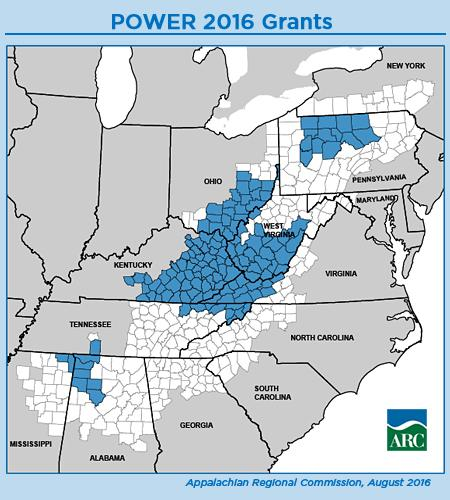 POWER 2016 Grants
NEW YORK
PENNSYLVANIA
OHIO
MARYLAND
WEST
VIRGINIA
KENTUCKY
VIRGINIA
TENNESSEE
NORTH CAROLINA
SOUTH
CAROLINA
GEORGIA
MISSISSIPPI
ALABAMA
ARC
Appalachian Regional Commission, August 2016